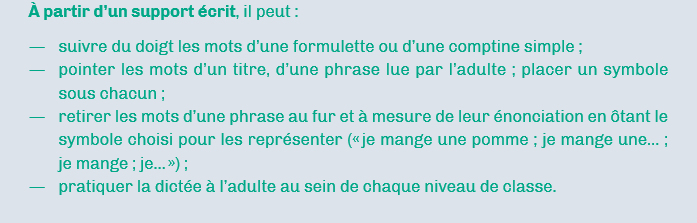 À partir d’un support écrit, il peut :
— suivre du doigt les mots d’une formulette ou d’une comptine simple ;
— pointer les mots d’un titre, d’une phrase lue par l’adulte ; placer un symbole
sous chacun ;
— retirer les mots d’une phrase au fur et à mesure de leur énonciation en ôtant le
symbole choisi pour les représenter (« je mange une pomme ; je mange une… ;
je mange ; je… ») ;
— pratiquer la dictée à l’adulte au sein de chaque niveau de classe.